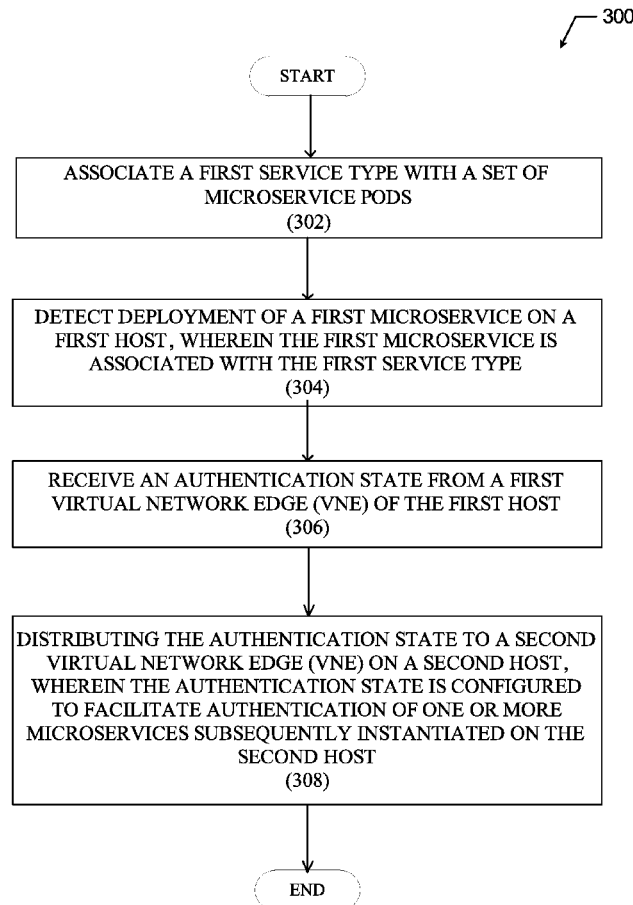 300
START
ASSOCIATE A FIRST SERVICE TYPE WITH A SET OF
MICROSERVICE PODS
(302)
DETECT DEPLOYMENT OF A FIRST MICROSERVICE ON A
FIRST HOST, WHEREIN THE FIRST MICROSERVICE IS
ASSOCIATED WITH THE FIRST SERVICE TYPE
(304)
RECEIVE AN AUTHENTICATION STATE FROM A FIRST
VIRTUAL NETWORK EDGE (VNE) OF THE FIRST HOST
(306)
DISTRIBUTING THE AUTHENTICATION STATE TO A SECOND
VIRTUAL NETWORK EDGE (VNE) ON A SECOND HOST,
WHEREIN THE AUTHENTICATION STATE IS CONFIGURED
TO FACILITATE AUTHENTICATION OF ONE OR MORE
MICROSERVICES SUBSEQUENTLY INSTANTIATED ON THE
SECOND HOST
(308)
END